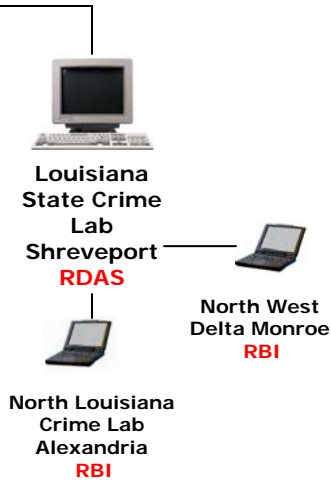 Louisiana
State Crime
Lab
Shreveport
RDAS
North West
Delta Monroe
RBI
North Louisiana
Crime Lab
Alexandria
RBI